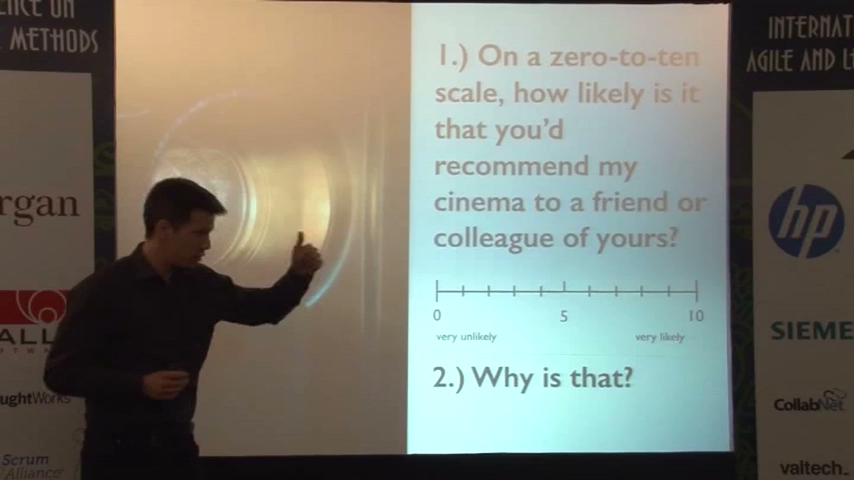 ENCE ON
METHODS
rgan
ALL
ughtWorks
Scrum
Alliance
1.) On a zero-to-ten
scale, how likely is it
that you'd
recommend my
cinema to a friend or
colleague of yours?
0 5 10
very unlikely very likely
2.) Why is that?
INTERNAT
AGILE AND L
hp
SIEME
CollabNet
valtech.